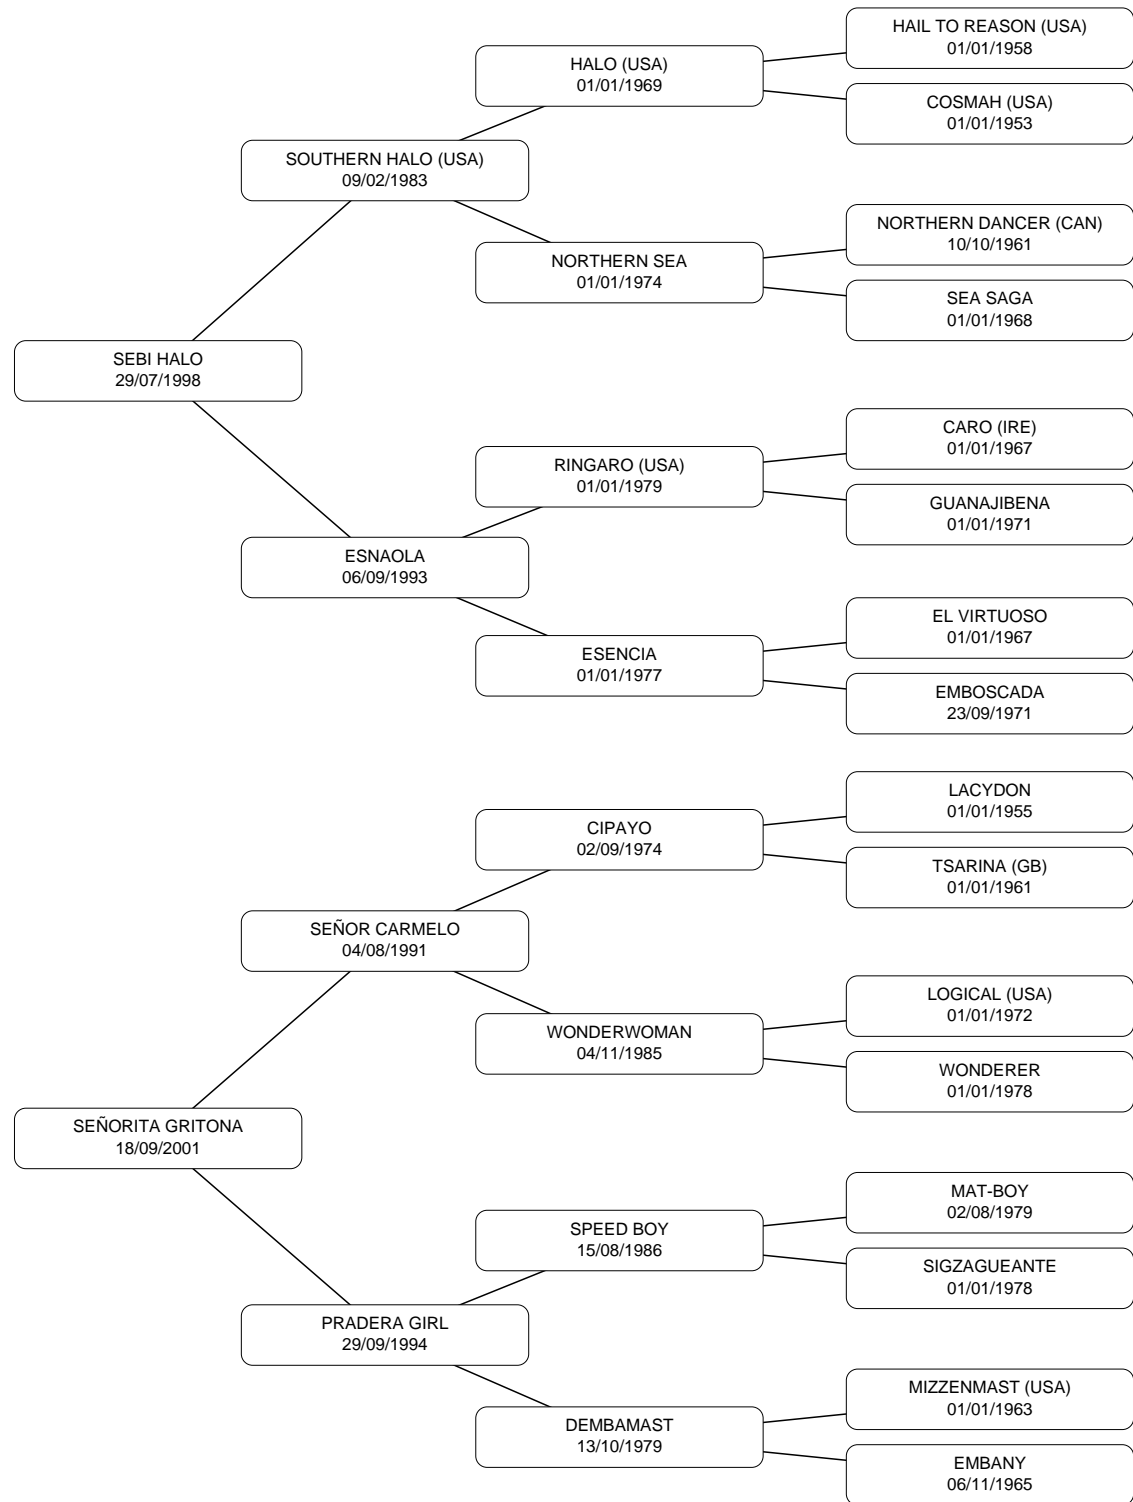 HAIL TO REASON (USA)
01/01/1958
HALO (USA)
01/01/1969
COSMAH (USA)
01/01/1953
SOUTHERN HALO (USA)
09/02/1983
NORTHERN DANCER (CAN)
10/10/1961
NORTHERN SEA
01/01/1974
SEA SAGA
01/01/1968
SEBI HALO
29/07/1998
CARO (IRE)
01/01/1967
RINGARO (USA)
01/01/1979
GUANAJIBENA
01/01/1971
ESNAOLA
06/09/1993
EL VIRTUOSO
01/01/1967
ESENCIA
01/01/1977
EMBOSCADA
23/09/1971
LACYDON
01/01/1955
CIPAYO
02/09/1974
TSARINA (GB)
01/01/1961
SEÑOR CARMELO
04/08/1991
LOGICAL (USA)
01/01/1972
WONDERWOMAN
04/11/1985
WONDERER
01/01/1978
SEÑORITA GRITONA
18/09/2001
MAT-BOY
02/08/1979
SPEED BOY
15/08/1986
SIGZAGUEANTE
01/01/1978
PRADERA GIRL
29/09/1994
MIZZENMAST (USA)
01/01/1963
DEMBAMAST
13/10/1979
EMBANY
06/11/1965